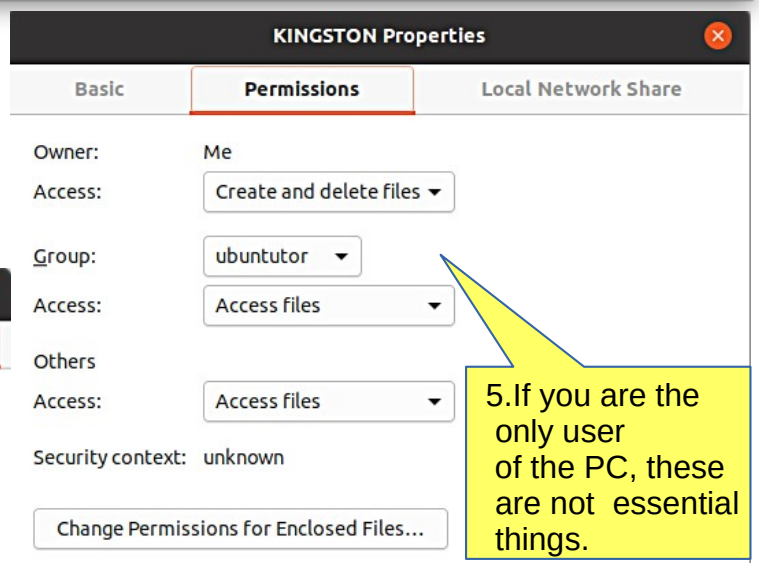 KINGSTON Properties
Basic Permissions Local Network Share
Owner: Me
Access: Create and delete files
Group: ubuntutor
Access: Access files
Others
Access: Access files
Security context: unknown
Change Permissions for Enclosed Files...
5.If you are the
only user
of the PC, these
are not essential
things.